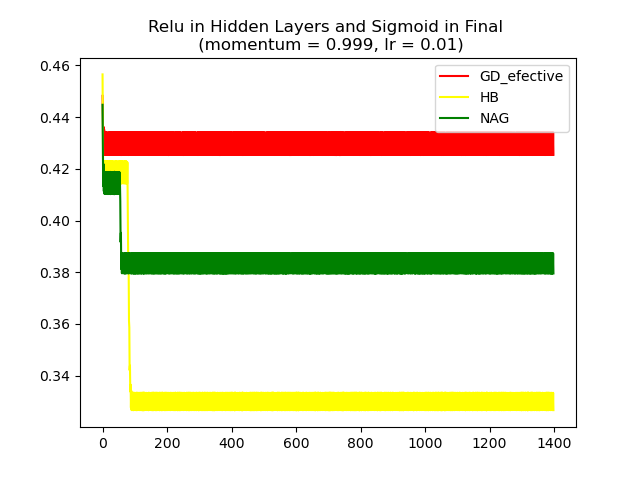 Relu in Hidden Layers and Sigmoid in Final
(momentum = 0.999, lr = 0.01)
0.46
0.44
0.42
0.40
0.38
0.36
0.34
GD_efective
HB
NAG
0 200 400 600 800 1000 1200 1400